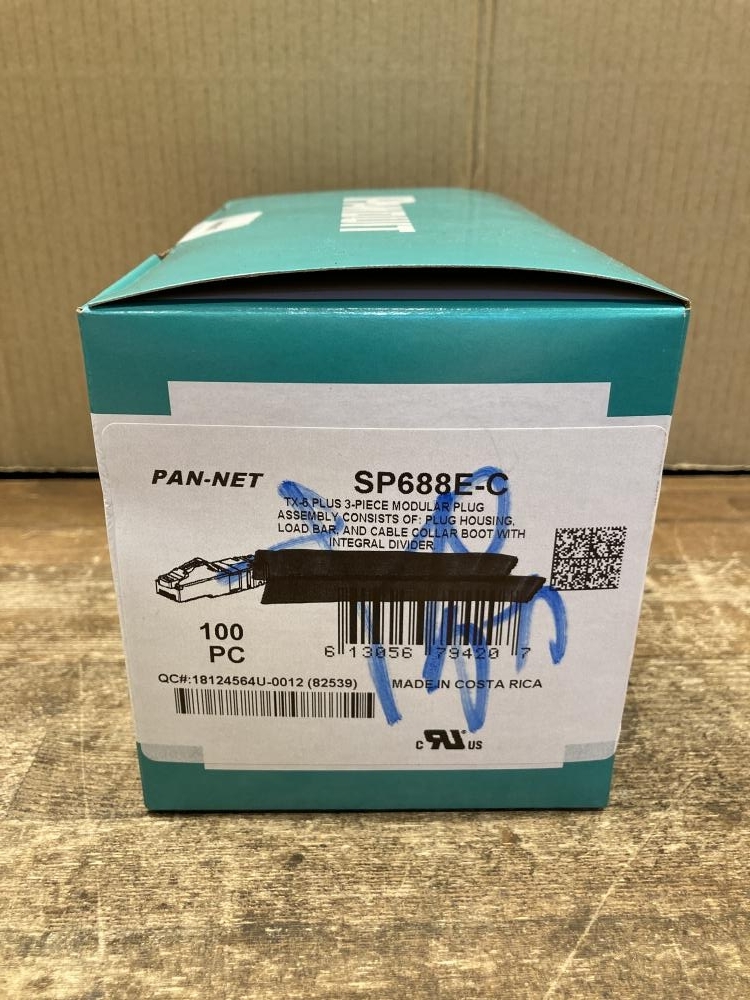 PANDUIT
PAN-NET
SP688E-C
TX-6 PLUS 3-PIECE MODULAR PLUG
ASSEMBLY CONSISTS OF: PLUG HOUSING,
LOAD BAR, AND CABLE COLLAR BOOT WITH
INTEGRAL DIVIDER.
100
PC
6 13056 79420 7
QC#:18124564U-0012 (82539)
MADE IN COSTA RICA
C RU US